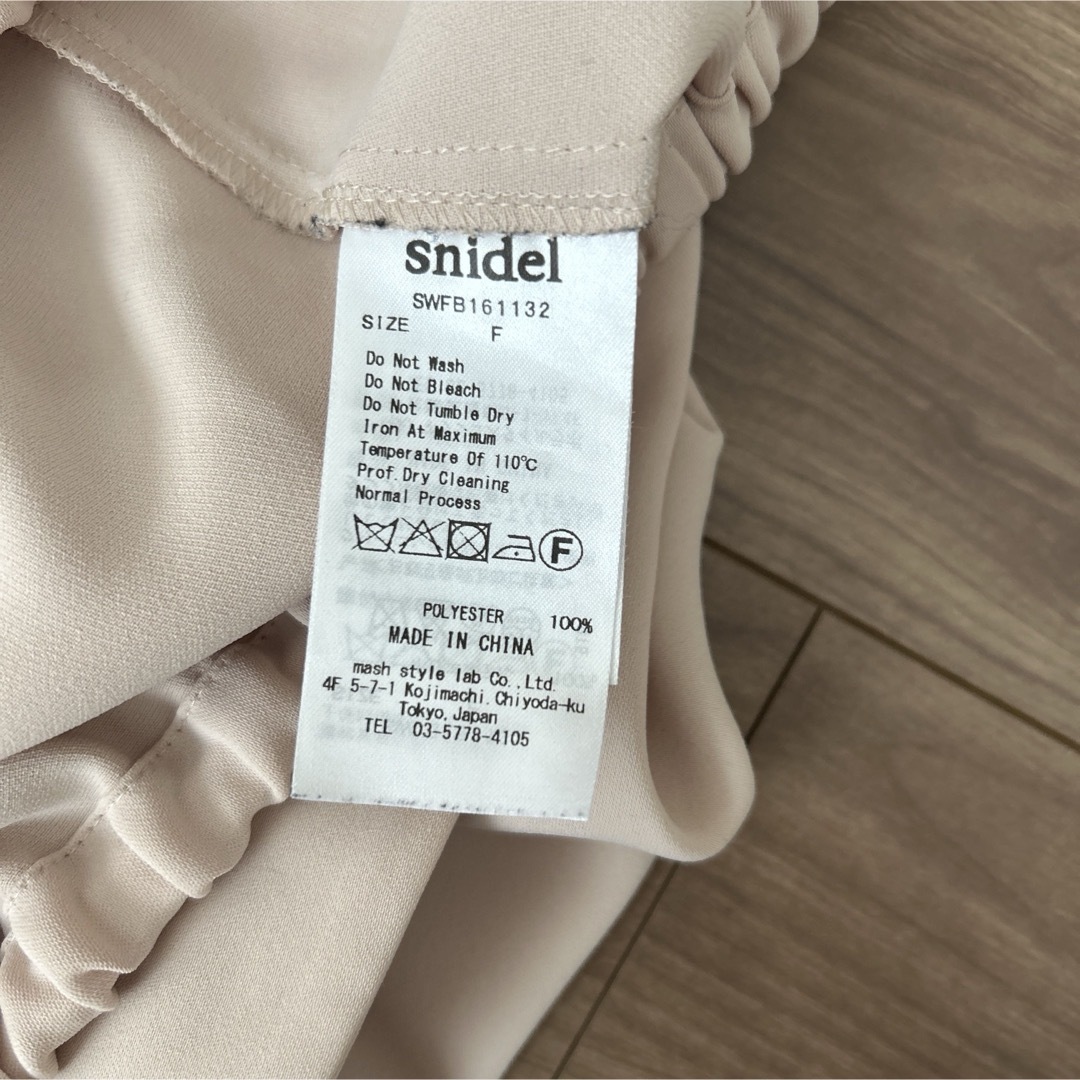 snidel
SWFB161132
SIZE F
Do Not Wash
Do Not Bleach
Do Not Tumble Dry
Iron At Maximum
Temperature Of 110℃
Prof.Dry Cleaning
Normal Process
F
POLYESTER 100%
MADE IN CHINA
mash style lab Co.,Ltd.
4F 5-7-1 Kojimachi.Chiyoda-ku
Tokyo,Japan
TEL 03-5778-4105